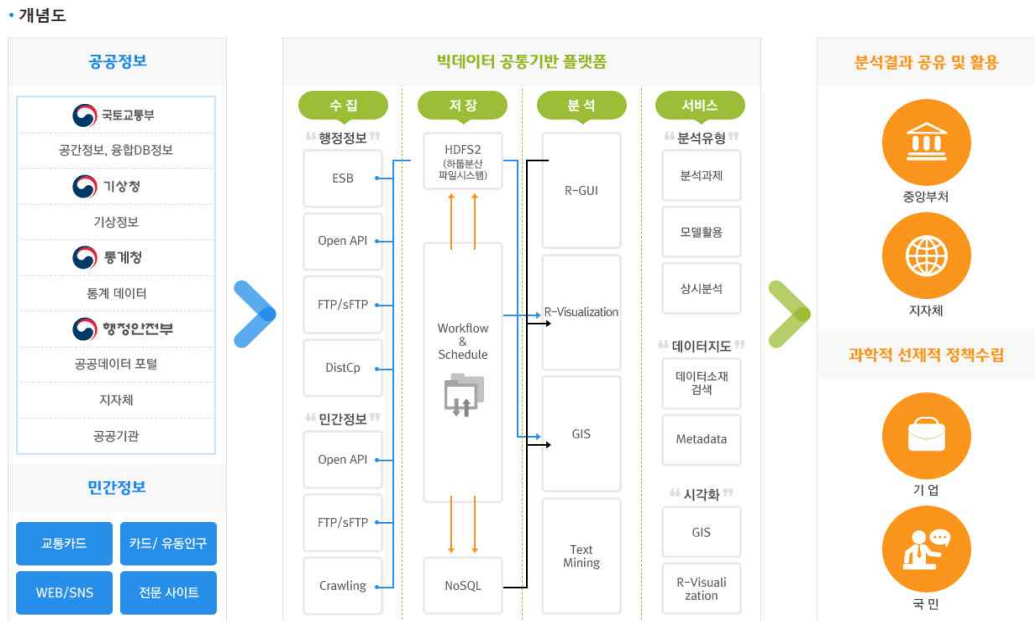 • 개념도
공공정보
국토교통부
공간정보, 융합DB정보
기상청
기상정보
통계청
통계 데이터
행정안전부
공공데이터 포털
지자체
공공기관
민간정보
교통카드
카드/ 유동인구
WEB/SNS
전문 사이트
빅데이터 공통기반 플랫폼
수 집
“행정정보”
ESB
Open API
FTP/sFTP
DistCp
“민간정보”
Open API
FTP/sFTP
Crawling
저 장
HDFS2
(하둡분산
파일시스템)
Workflow
&
Schedule
NoSQL
분 석
R-GUI
R-Visualization
GIS
Text
Mining
서비스
“분석유형”
분석과제
모델활용
상시분석
“데이터지도”
데이터소재
검색
Metadata
“시각화”
GIS
R-Visuali
zation
분석결과 공유 및 활용
중앙부처
지자체
과학적 선제적 정책수립
기 업
국 민